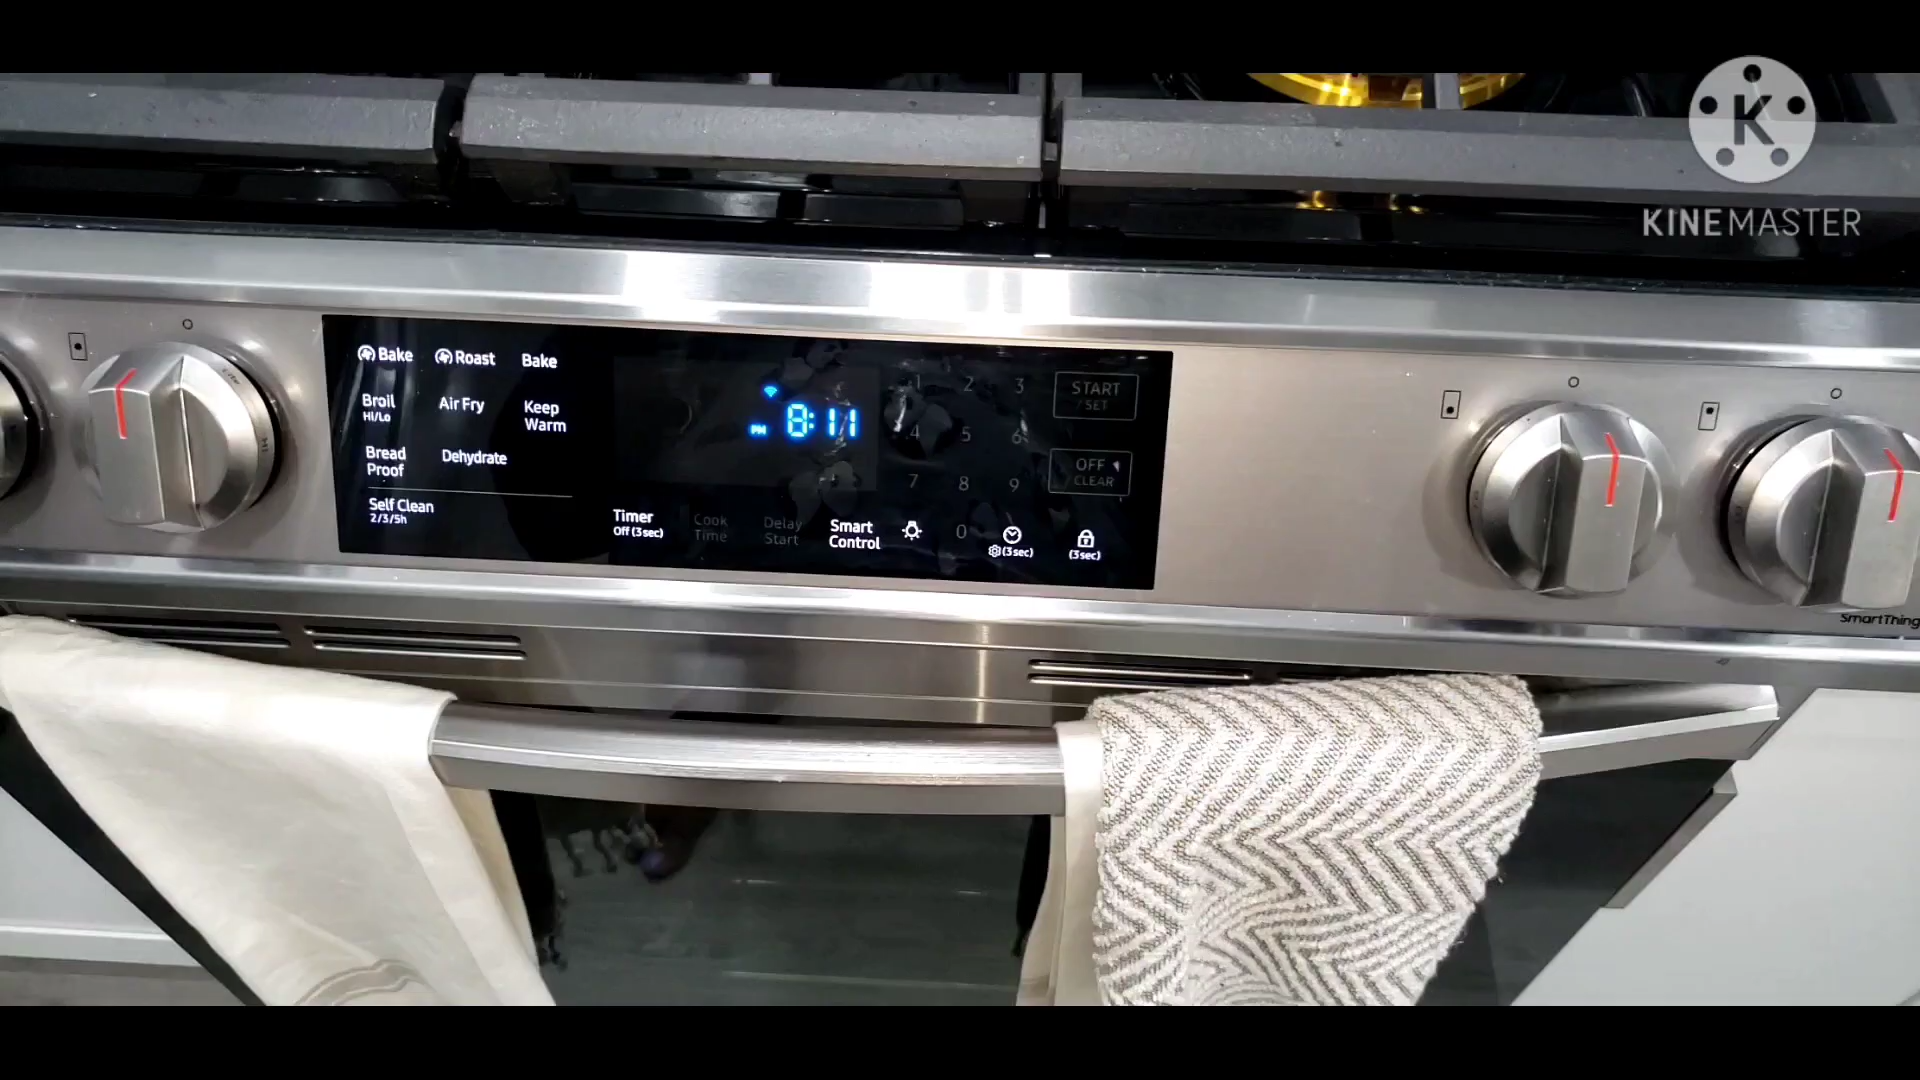 K
KINEMASTER
Bake Roast Bake
Broil
Hi/Lo
Air Fry
Keep
Warm
Bread
Proof
Dehydrate
Self Clean
2/3/5h
PM 8:11
Timer
Off (3sec)
Cook
Time
Delay
Start
Smart
Control
1 2 3
4 5 6
7 8 9
0
(3sec)
(3sec)
START
/SET
OFF
CLEAR
HI
SmartThing